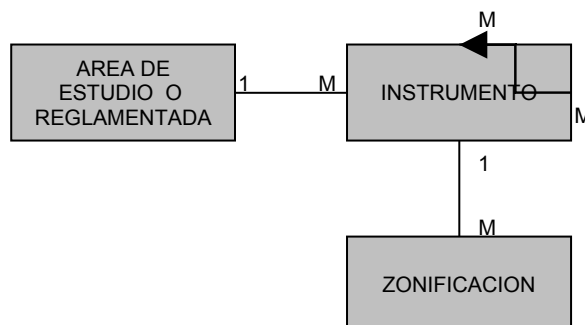 M
AREA DE
ESTUDIO O
REGLAMENTADA
1
M
INSTRUMENTO
M
1
M
ZONIFICACION